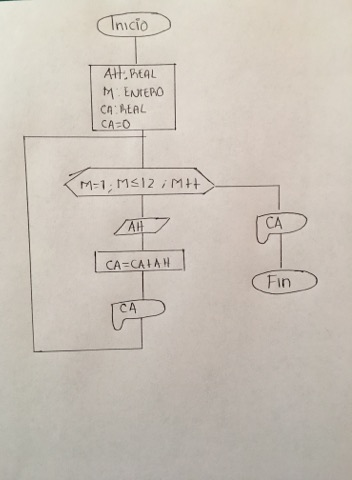 Inicio
AH: REAL
M: ENTERO
CA: REAL
CA=0
M=1; M≤12; M++
AH
CA
CA=CA+AH
Fin
CA